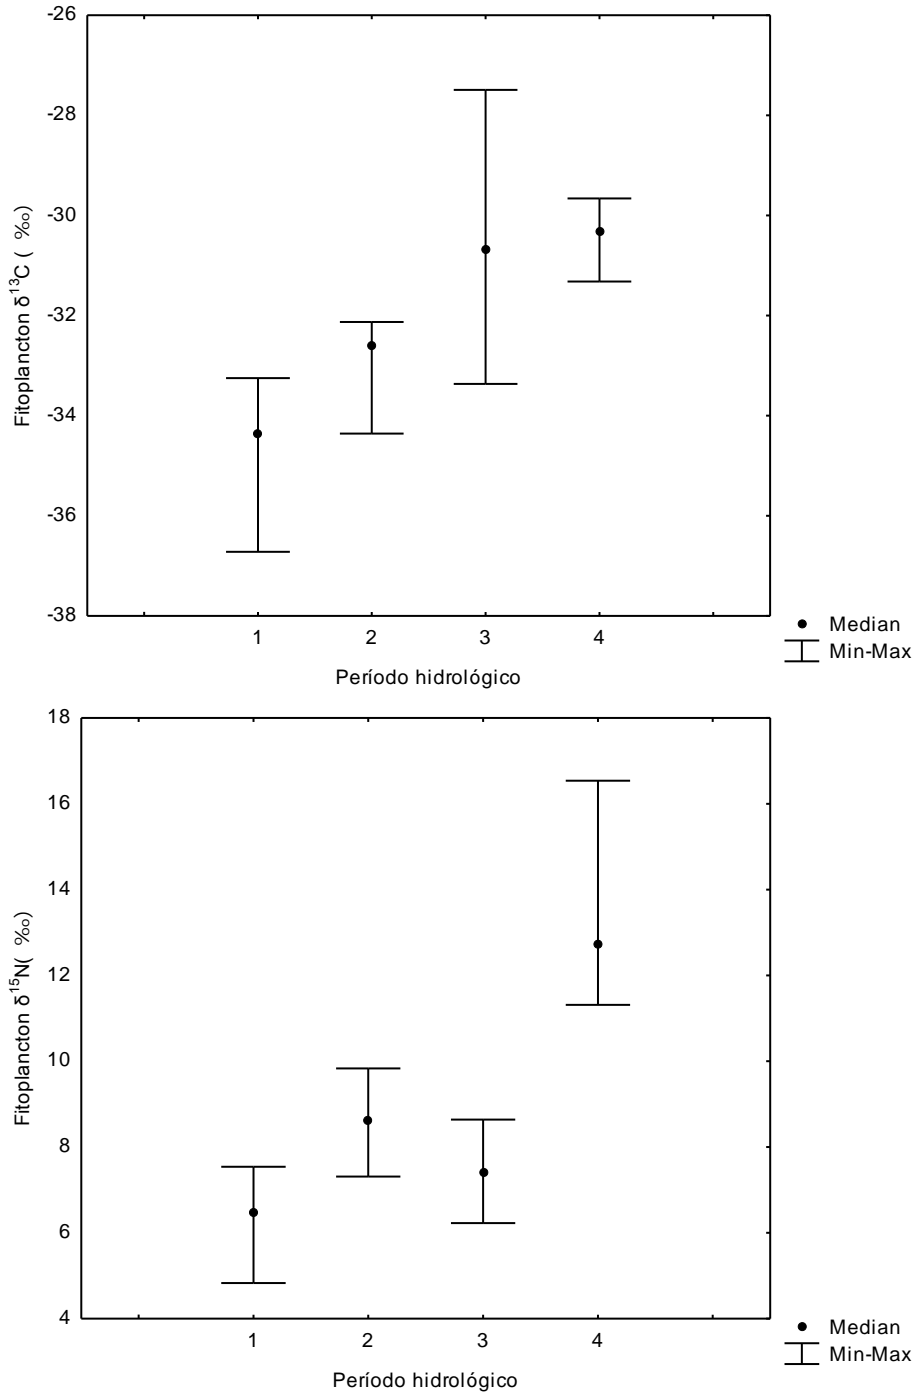 -26
-28
-30
-32
-34
-36
-38
Fitoplancton δ¹³C ( ‰)
1 2 3 4
Período hidrológico
Median
Min-Max
18
16
14
12
10
8
6
4
Fitoplancton δ¹⁵N( ‰)
1 2 3 4
Período hidrológico
Median
Min-Max